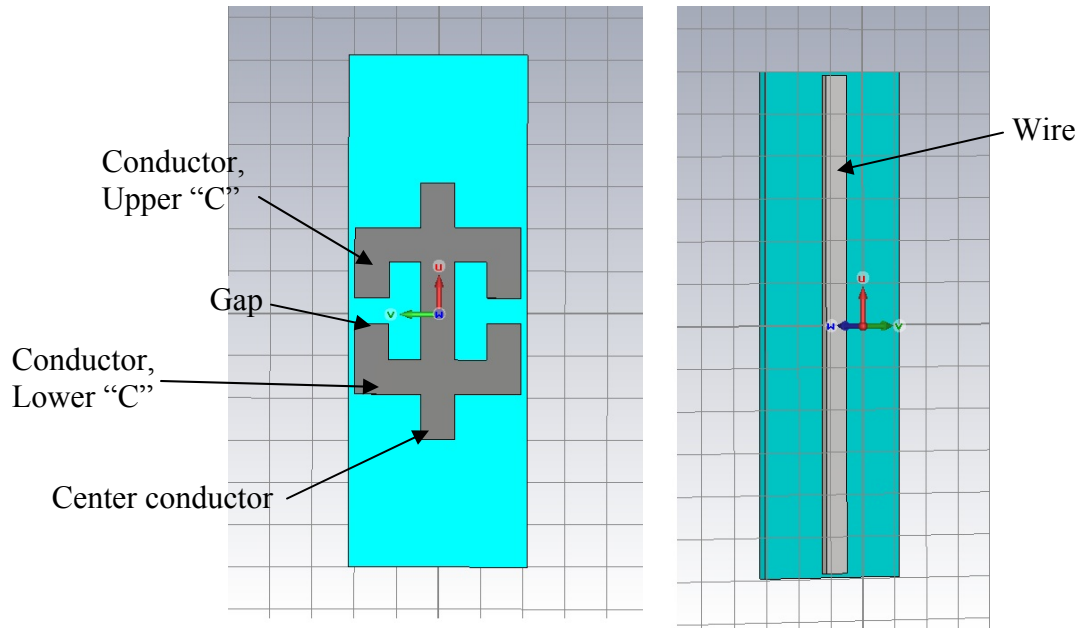 Conductor,
Upper “C”
Gap
Conductor,
Lower “C”
Center conductor
U
V
W
Wire
U
W
V